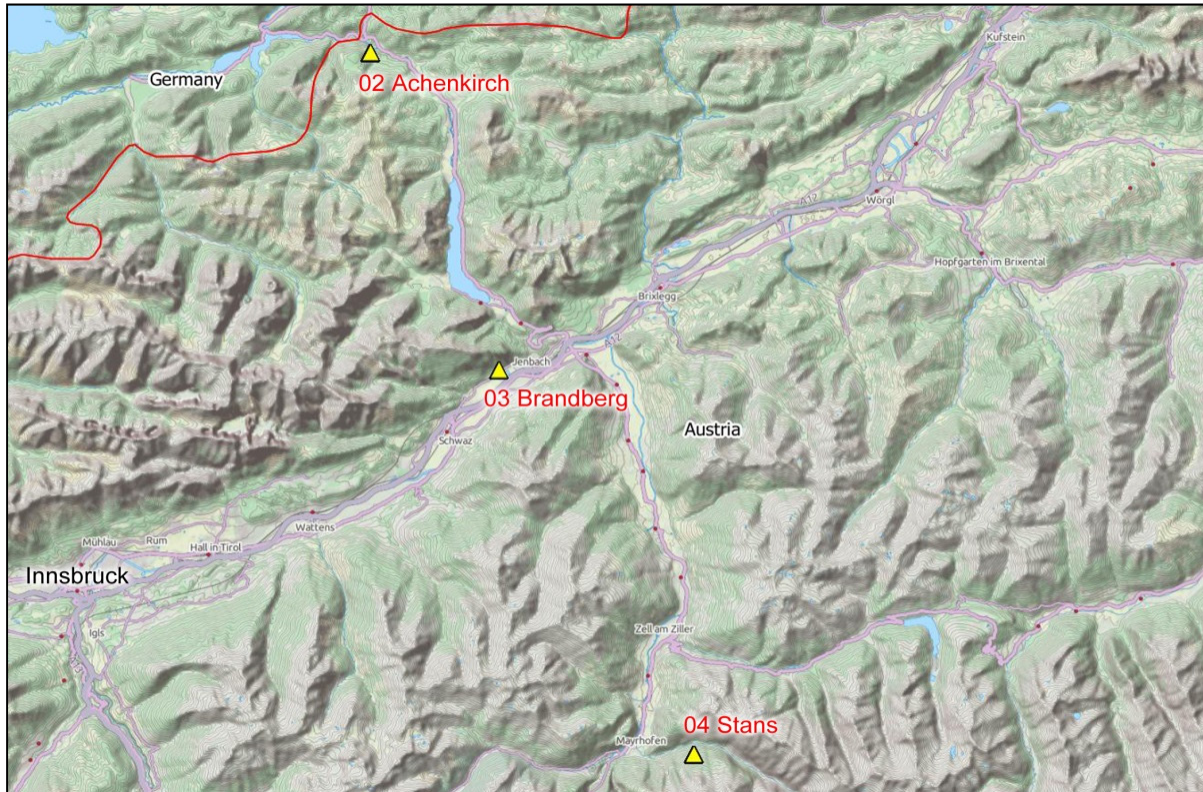 Kufstein
Germany
02 Achenkirch
A12
Wörgl
Hopfgarten im Brixental
Brixlegg
A12
Jenbach
03 Brandberg
Austria
Schwaz
Wattens
Mühlau
Rum
Hall in Tirol
Innsbruck
Igls
Zell am Ziller
04 Stans
Mayrhofen